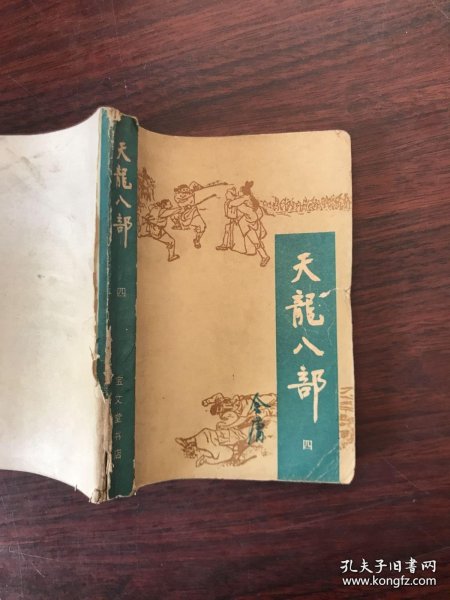 天龍八部
四
宝文堂书店
天龍八部
四
金庸
孔夫子旧书网
www.kongfz.com